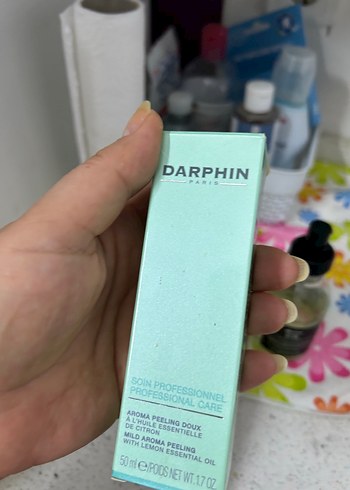 DARPHIN
PARIS
SOIN PROFESSIONNEL
PROFESSIONAL CARE
AROMA PEELING DOUX
À L'HUILE ESSENTIELLE
DE CITRON
MILD AROMA PEELING
WITH LEMON ESSENTIAL OIL
50 ml ℮/POIDS NET WT. 1.7 OZ.